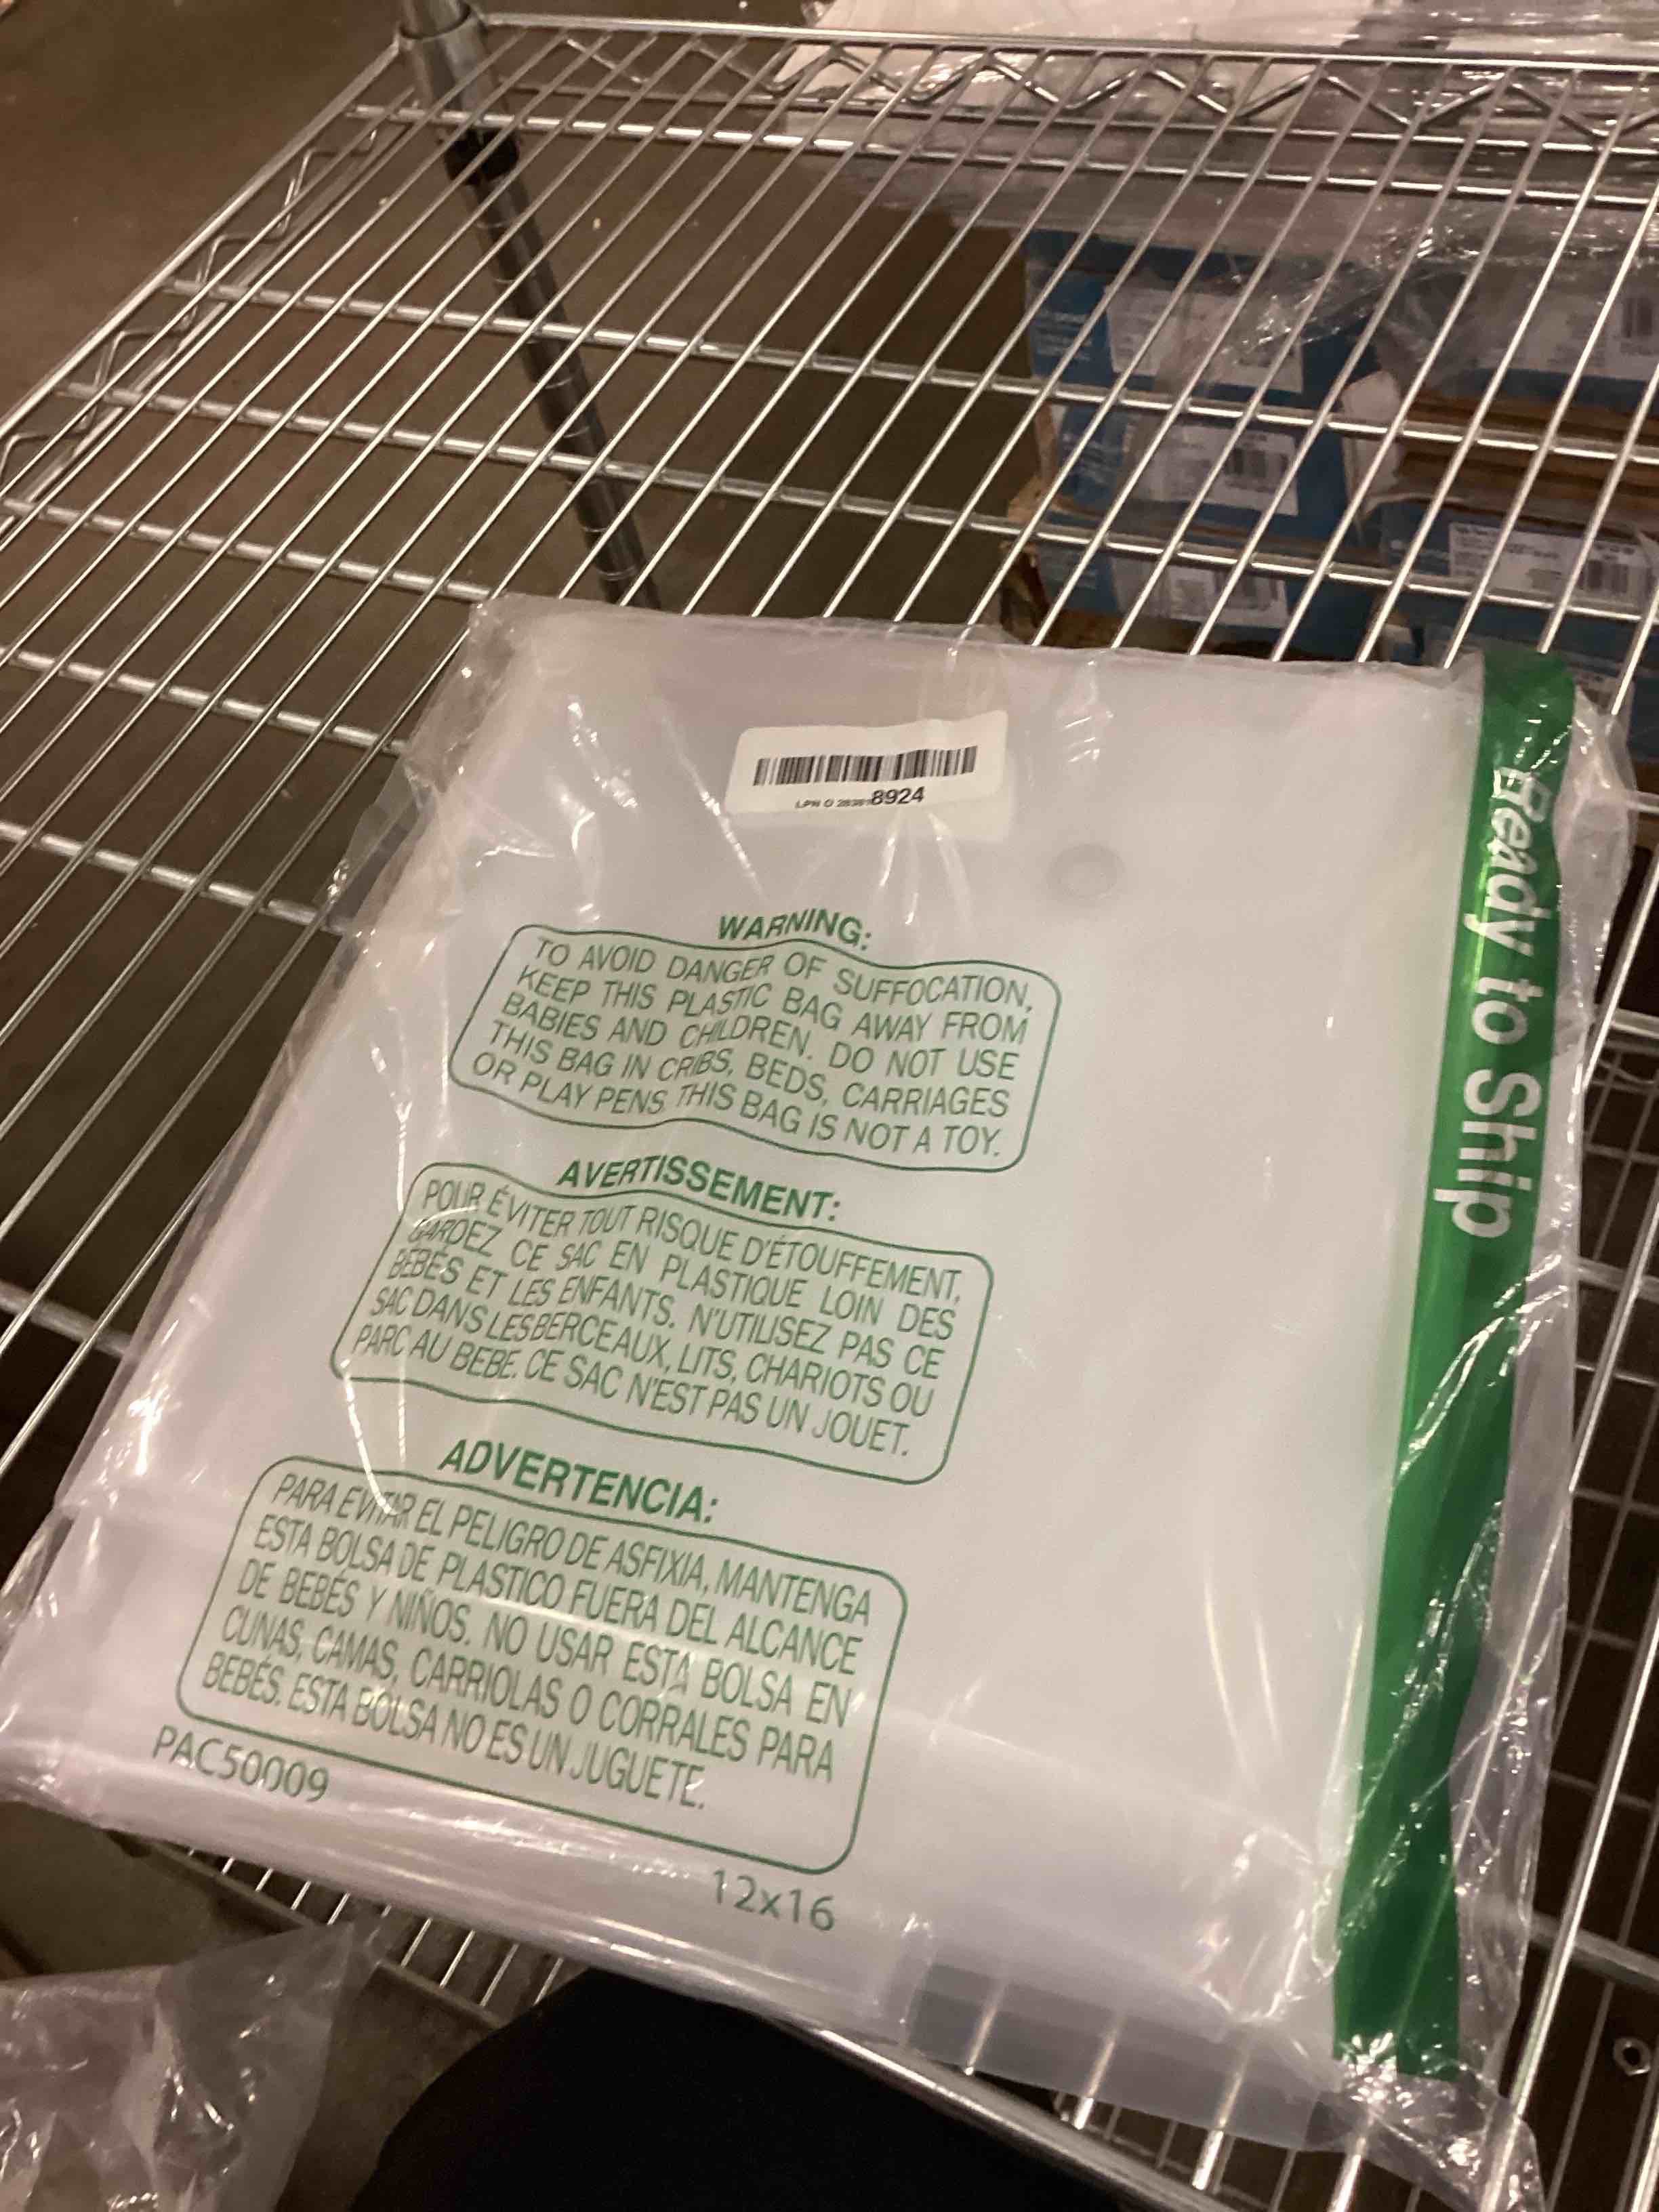 8924
WARNING:
TO AVOID DANGER OF SUFFOCATION,
KEEP THIS PLASTIC BAG AWAY FROM
BABIES AND CHILDREN. DO NOT USE
THIS BAG IN CRIBS, BEDS, CARRIAGES
OR PLAY PENS THIS BAG IS NOT A TOY.
AVERTISSEMENT:
POUR ÉVITER TOUT RISQUE D'ÉTOUFFEMENT,
GARDEZ CE SAC EN PLASTIQUE LOIN DES
BÉBÉS ET LES ENFANTS. N'UTILISEZ PAS CE
SAC DANS LES BERCEAUX, LITS, CHARIOTS OU
PARC AU BEBE. CE SAC N'EST PAS UN JOUET.
ADVERTENCIA:
PARA EVITAR EL PELIGRO DE ASFIXIA, MANTENGA
ESTA BOLSA DE PLASTICO FUERA DEL ALCANCE
DE BEBÉS Y NIÑOS. NO USAR ESTA BOLSA EN
CUNAS, CAMAS, CARRIOLAS O CORRALES PARA
BEBÉS. ESTA BOLSA NO ES UN JUGUETE.
PAC50009
12x16
Ready to Ship